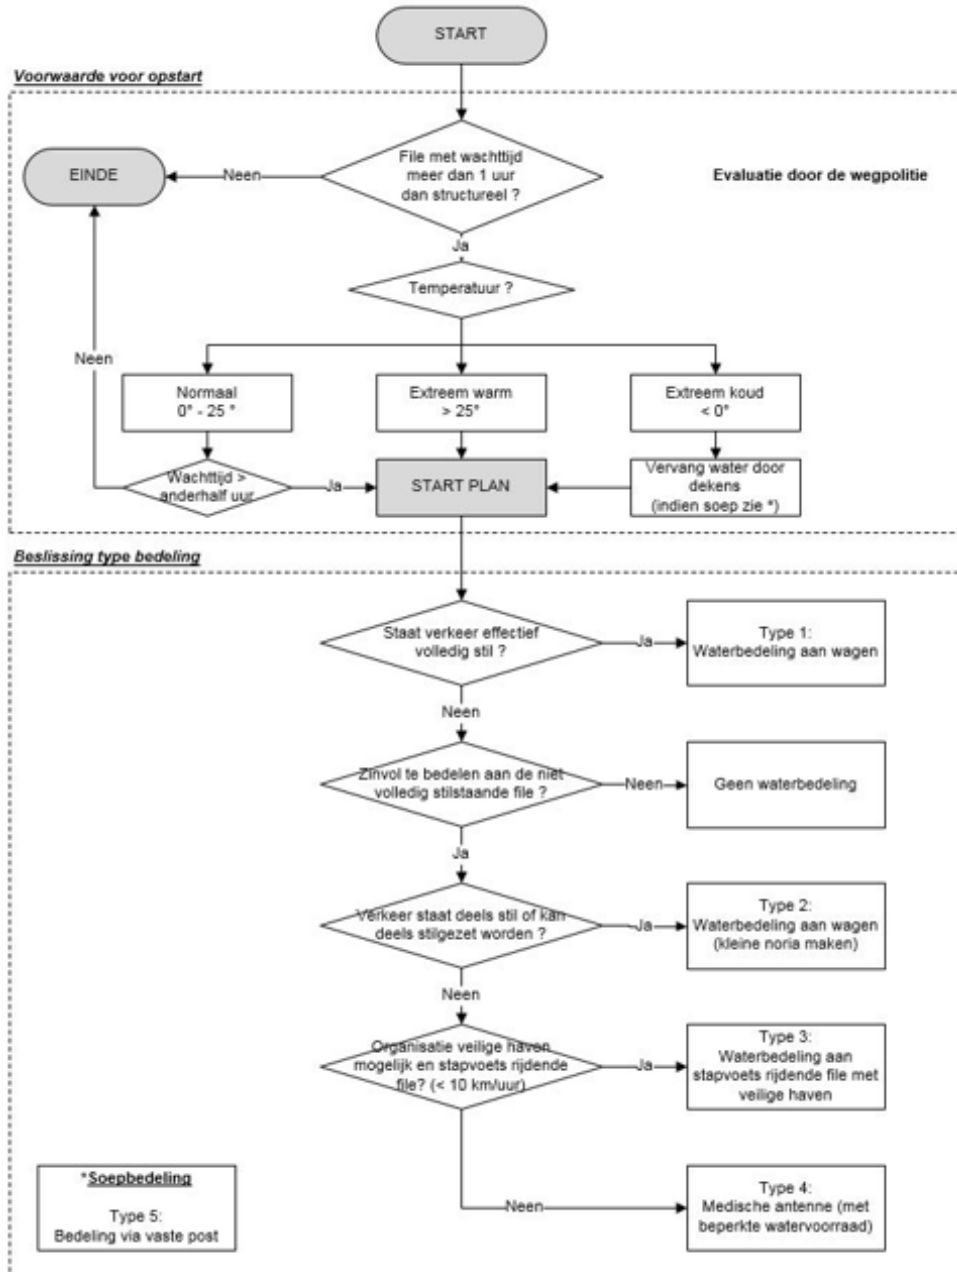 START
Voorwaarde voor opstart
File met wachttijd
meer dan 1 uur
dan structureel ?
Neen
EINDE
Evaluatie door de wegpolitie
Ja
Temperatuur ?
Neen
Normaal
0° - 25 °
Extreem warm
> 25°
Extreem koud
< 0°
Wachttijd >
anderhalf uur
Ja
START PLAN
Vervang water door
dekens
(indien soep zie *)
Beslissing type bedeling
Staat verkeer effectief
volledig stil ?
Ja
Type 1:
Waterbedeling aan wagen
Neen
Zinvol te bedelen aan de niet
volledig stilstaande file ?
Neen
Geen waterbedeling
Ja
Verkeer staat deels stil of kan
deels stilgezet worden ?
Ja
Type 2:
Waterbedeling aan wagen
(kleine noria maken)
Neen
Organisatie veilige haven
mogelijk en stapvoets rijdende
file? (< 10 km/uur)
Ja
Type 3:
Waterbedeling aan
stapvoets rijdende file met
veilige haven
Neen
Type 4:
Medische antenne (met
beperkte watervoorraad)
*Soepbedeling
Type 5:
Bedeling via vaste post